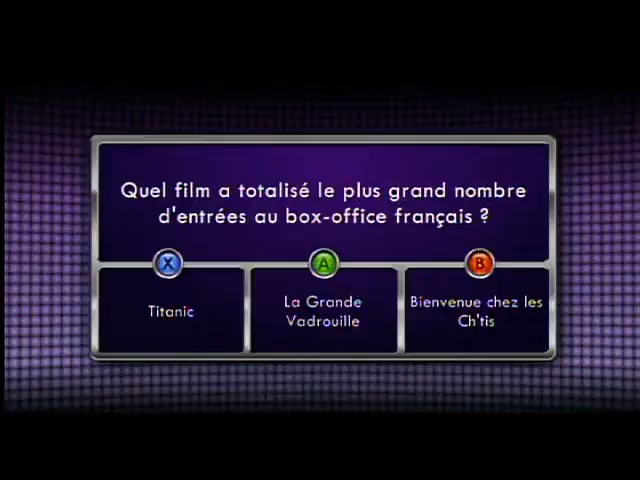 Quel film a totalisé le plus grand nombre
d'entrées au box-office français ?
X
A
B
Titanic
La Grande
Vadrouille
Bienvenue chez les
Ch'tis